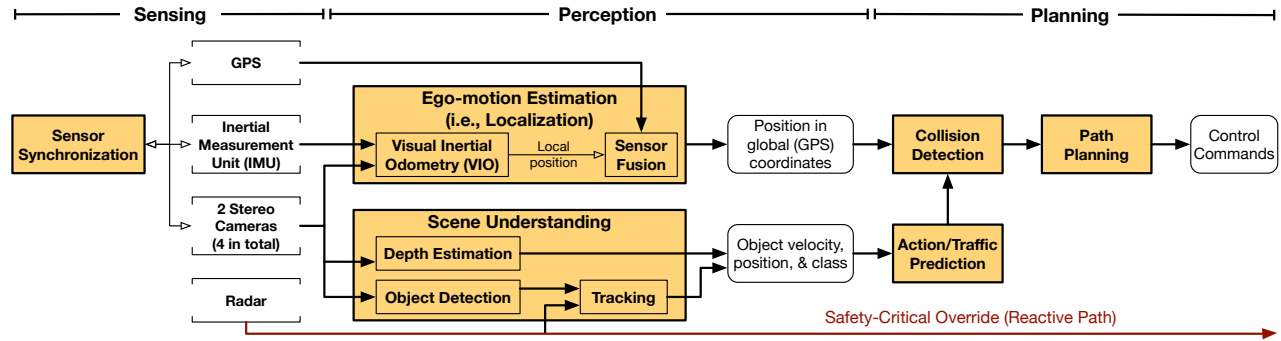 Sensing
Perception
Planning
GPS
Sensor
Synchronization
Inertial
Measurement
Unit (IMU)
2 Stereo
Cameras
(4 in total)
Radar
Ego-motion Estimation
(i.e., Localization)
Visual Inertial
Odometry (VIO)
Local
position
Sensor
Fusion
Scene Understanding
Depth Estimation
Object Detection
Tracking
Position in
global (GPS)
coordinates
Object velocity,
position, & class
Collision
Detection
Path
Planning
Control
Commands
Action/Traffic
Prediction
Safety-Critical Override (Reactive Path)